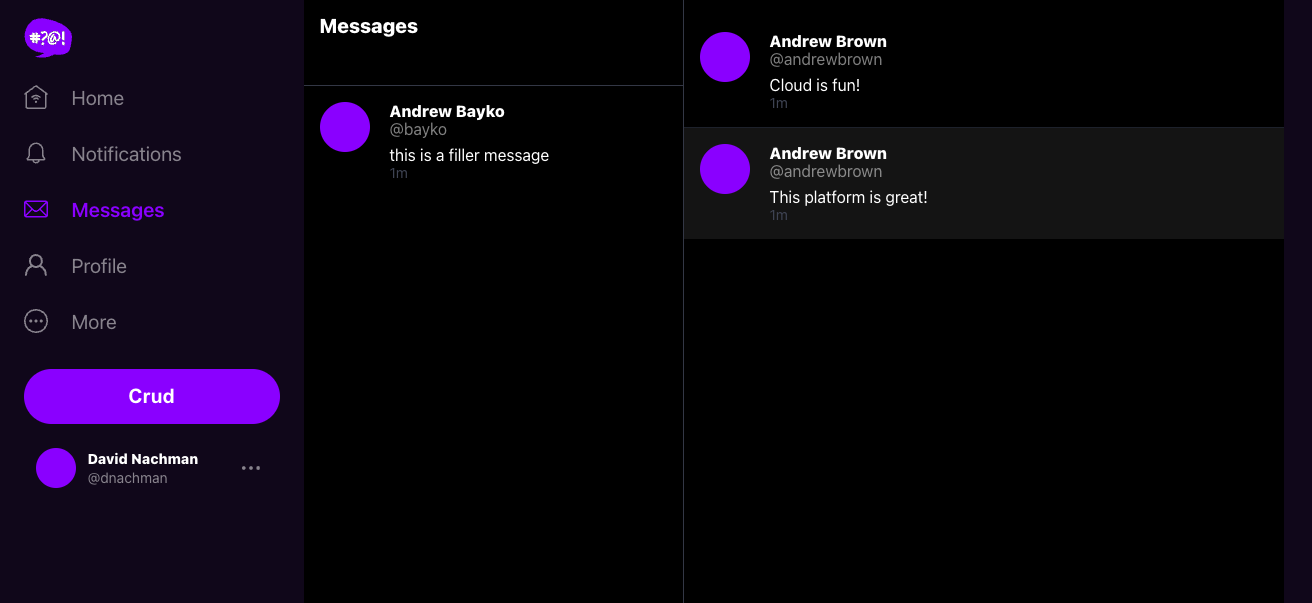 #?@!
Home
Notifications
Messages
Profile
More
Crud
David Nachman
@dnachman
Messages
Andrew Bayko
@bayko
this is a filler message
1m
Andrew Brown
@andrewbrown
Cloud is fun!
1m
Andrew Brown
@andrewbrown
This platform is great!
1m